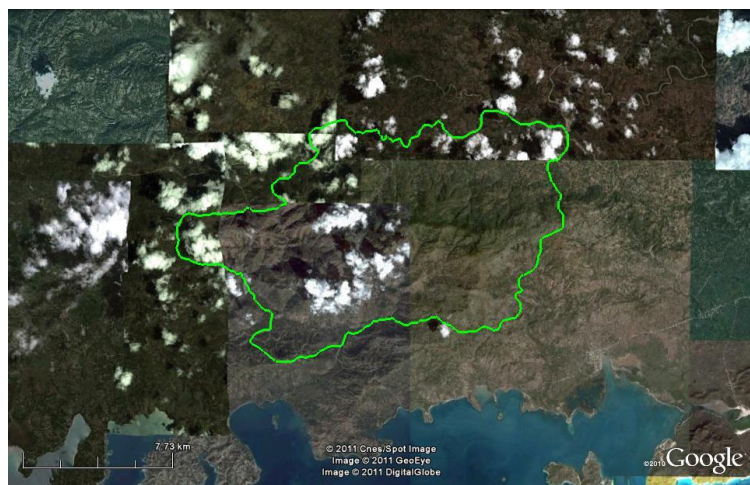 7.73 km
© 2011 Cnes/Spot Image
Image © 2011 GeoEye
Image © 2011 DigitalGlobe
©2010 Google